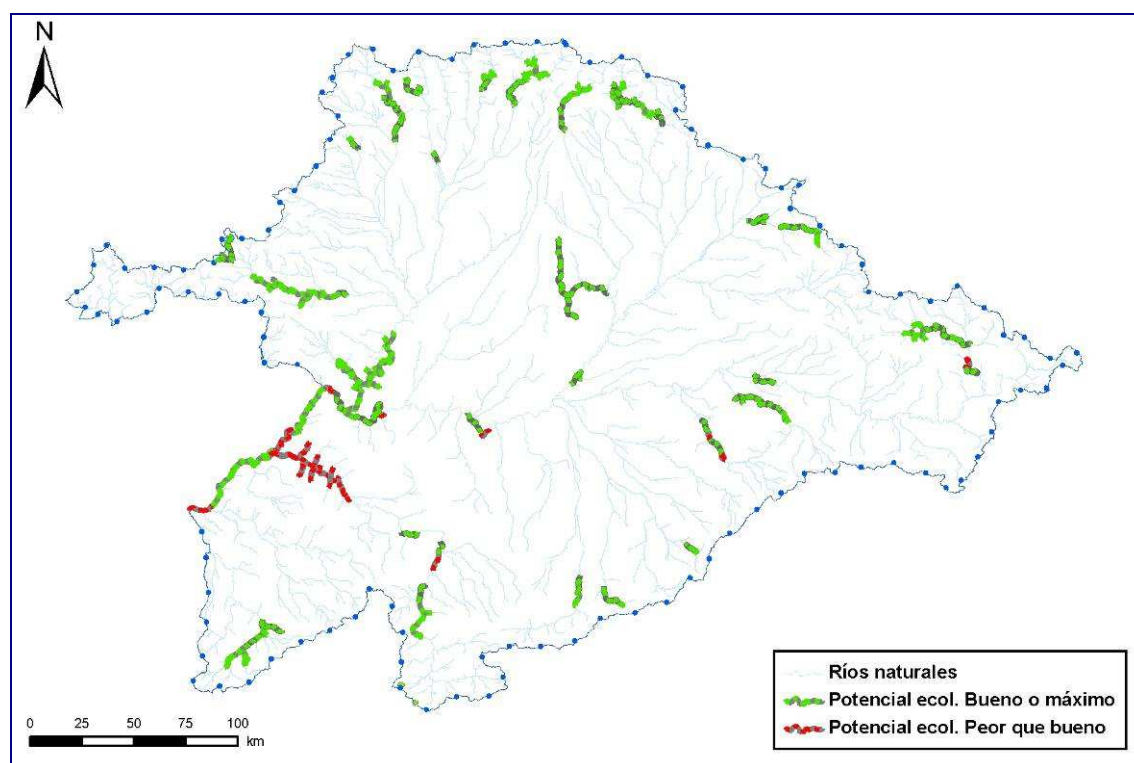 N
Ríos naturales
Potencial ecol. Bueno o máximo
Potencial ecol. Peor que bueno
0 25 50 75 100
km